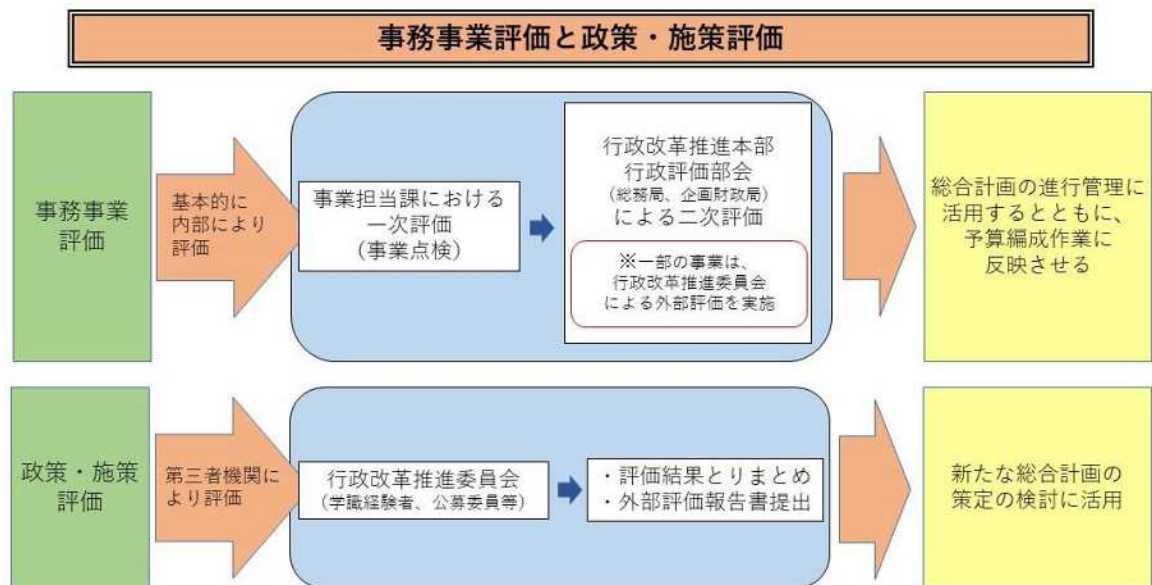 事務事業評価と政策・施策評価
事務事業
評価
基本的に
内部により
評価
事業担当課における
一次評価
(事業点検)
行政改革推進本部
行政評価部会
(総務局、企画財政局)
による二次評価
※一部の事業は、
行政改革推進委員会
による外部評価を実施
総合計画の進行管理に
活用するとともに、
予算編成作業に
反映させる
政策・施策
評価
第三者機関に
より評価
行政改革推進委員会
(学識経験者、公募委員等)
・評価結果とりまとめ
・外部評価報告書提出
新たな総合計画の
策定の検討に活用